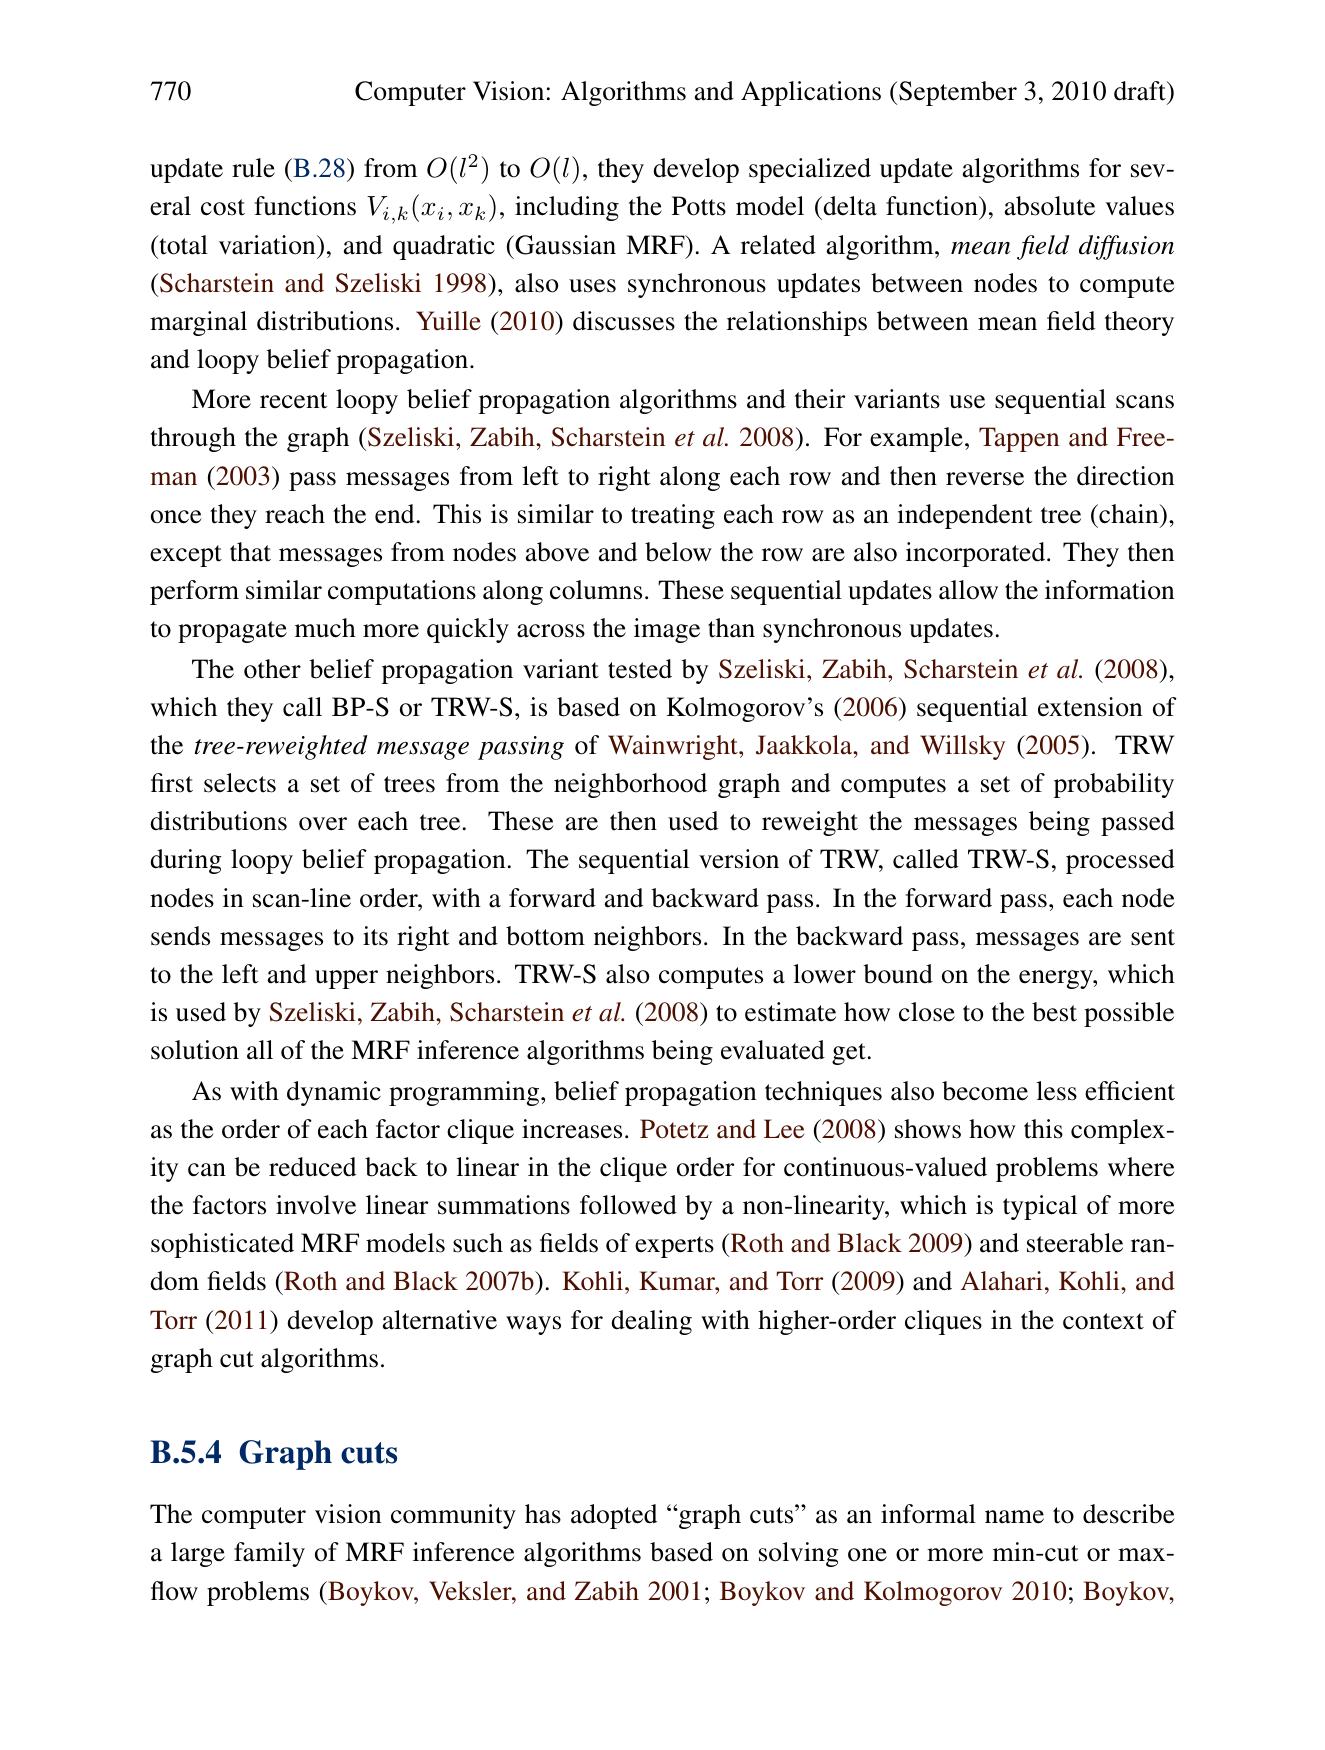 770 Computer Vision: Algorithms and Applications (September 3, 2010 draft)
update rule (B.28) from O(l²) to O(l), they develop specialized update algorithms for sev-
eral cost functions V_{i,k}(x_i, x_k), including the Potts model (delta function), absolute values
(total variation), and quadratic (Gaussian MRF). A related algorithm, mean field diffusion
(Scharstein and Szeliski 1998), also uses synchronous updates between nodes to compute
marginal distributions. Yuille (2010) discusses the relationships between mean field theory
and loopy belief propagation.
More recent loopy belief propagation algorithms and their variants use sequential scans
through the graph (Szeliski, Zabih, Scharstein et al. 2008). For example, Tappen and Free-
man (2003) pass messages from left to right along each row and then reverse the direction
once they reach the end. This is similar to treating each row as an independent tree (chain),
except that messages from nodes above and below the row are also incorporated. They then
perform similar computations along columns. These sequential updates allow the information
to propagate much more quickly across the image than synchronous updates.
The other belief propagation variant tested by Szeliski, Zabih, Scharstein et al. (2008),
which they call BP-S or TRW-S, is based on Kolmogorov's (2006) sequential extension of
the tree-reweighted message passing of Wainwright, Jaakkola, and Willsky (2005). TRW
first selects a set of trees from the neighborhood graph and computes a set of probability
distributions over each tree. These are then used to reweight the messages being passed
during loopy belief propagation. The sequential version of TRW, called TRW-S, processed
nodes in scan-line order, with a forward and backward pass. In the forward pass, each node
sends messages to its right and bottom neighbors. In the backward pass, messages are sent
to the left and upper neighbors. TRW-S also computes a lower bound on the energy, which
is used by Szeliski, Zabih, Scharstein et al. (2008) to estimate how close to the best possible
solution all of the MRF inference algorithms being evaluated get.
As with dynamic programming, belief propagation techniques also become less efficient
as the order of each factor clique increases. Potetz and Lee (2008) shows how this complex-
ity can be reduced back to linear in the clique order for continuous-valued problems where
the factors involve linear summations followed by a non-linearity, which is typical of more
sophisticated MRF models such as fields of experts (Roth and Black 2009) and steerable ran-
dom fields (Roth and Black 2007b). Kohli, Kumar, and Torr (2009) and Alahari, Kohli, and
Torr (2011) develop alternative ways for dealing with higher-order cliques in the context of
graph cut algorithms.
B.5.4 Graph cuts
The computer vision community has adopted “graph cuts” as an informal name to describe
a large family of MRF inference algorithms based on solving one or more min-cut or max-
flow problems (Boykov, Veksler, and Zabih 2001; Boykov and Kolmogorov 2010; Boykov,